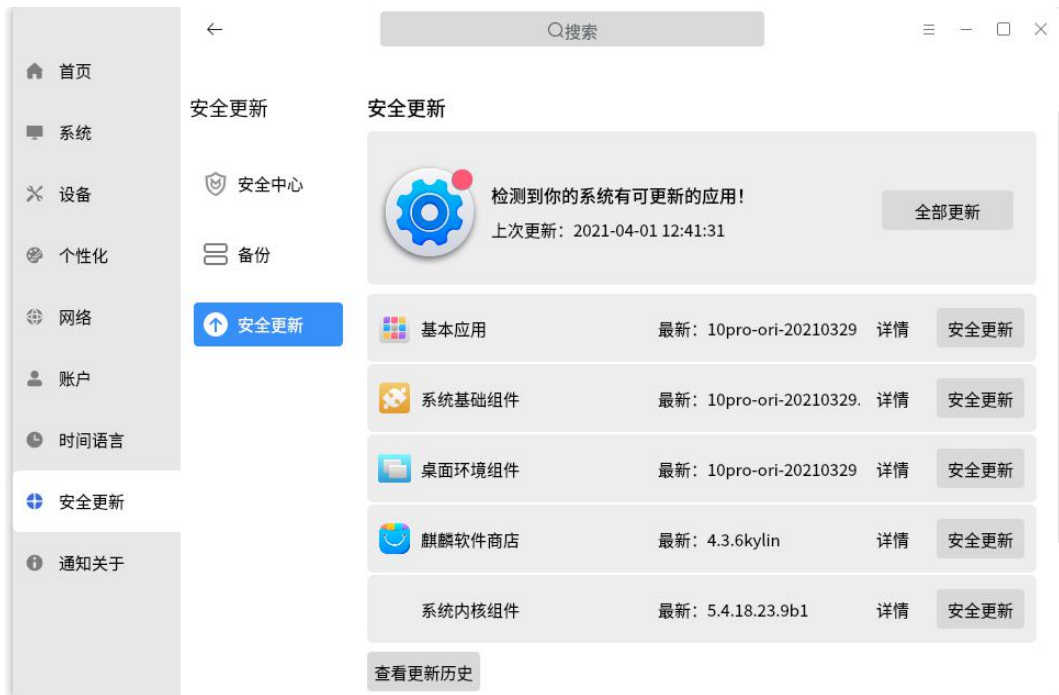 搜索
首页
系统
设备
个性化
网络
账户
时间语言
安全更新
通知关于
安全更新
安全中心
备份
安全更新
安全更新
检测到你的系统有可更新的应用！
上次更新：2021-04-01 12:41:31
全部更新
基本应用 最新：10pro-ori-20210329 详情 安全更新
系统基础组件 最新：10pro-ori-20210329. 详情 安全更新
桌面环境组件 最新：10pro-ori-20210329 详情 安全更新
麒麟软件商店 最新：4.3.6kylin 详情 安全更新
系统内核组件 最新：5.4.18.23.9b1 详情 安全更新
查看更新历史